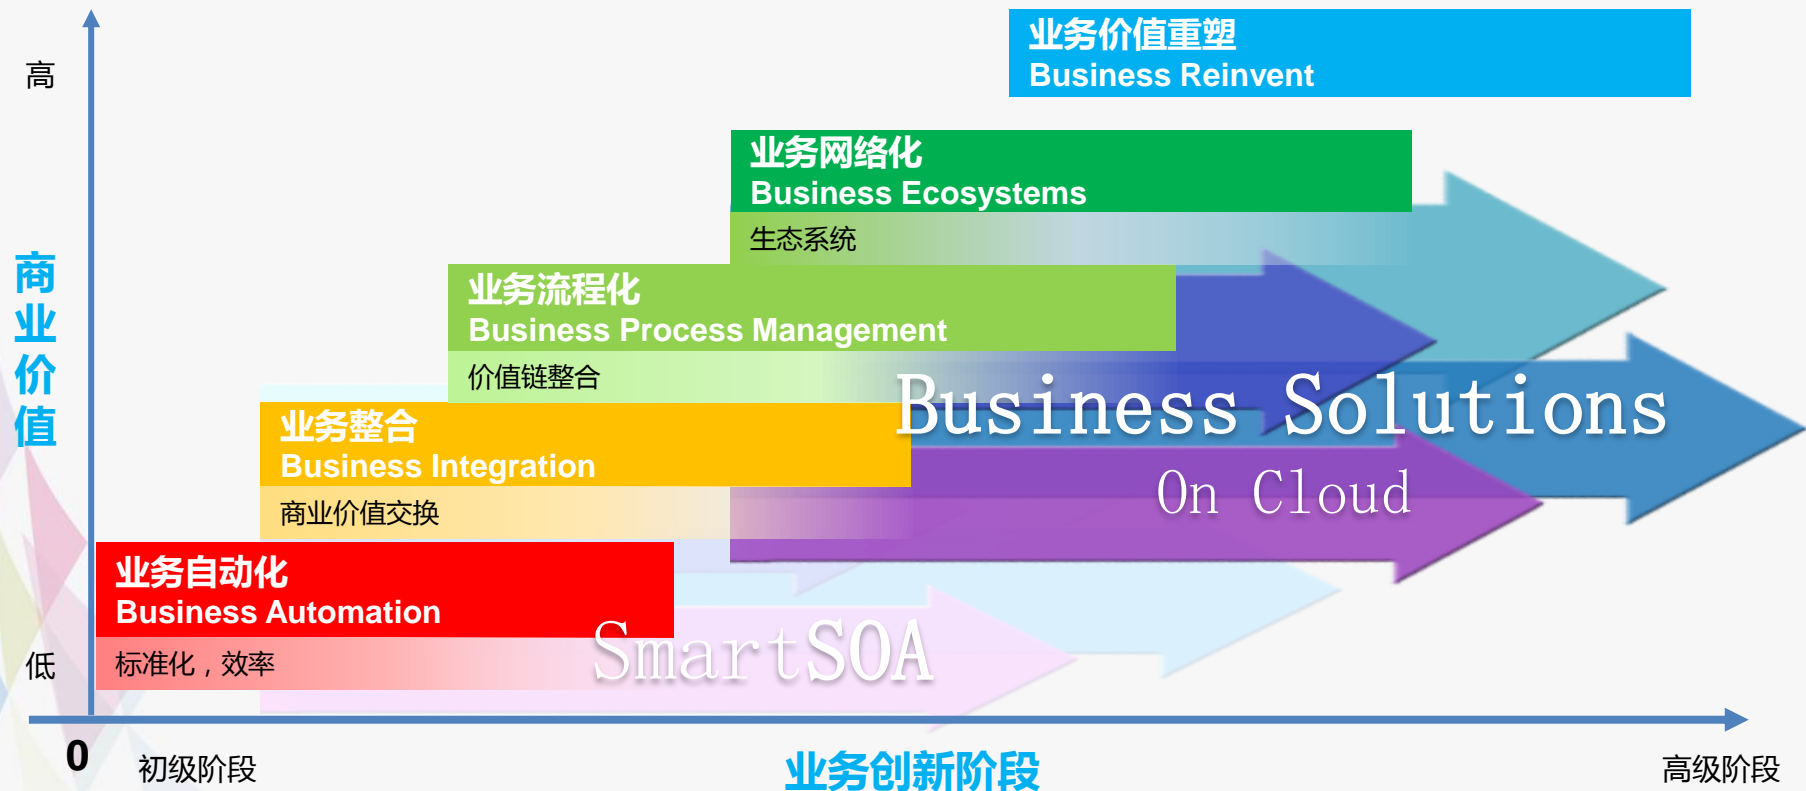 高
业务价值重塑
Business Reinvent
业务网络化
Business Ecosystems
生态系统
商业价值
业务流程化
Business Process Management
价值链整合
Business Solutions
业务整合
Business Integration
On Cloud
商业价值交换
业务自动化
Business Automation
SmartSOA
低
标准化，效率
0
初级阶段
业务创新阶段
高级阶段